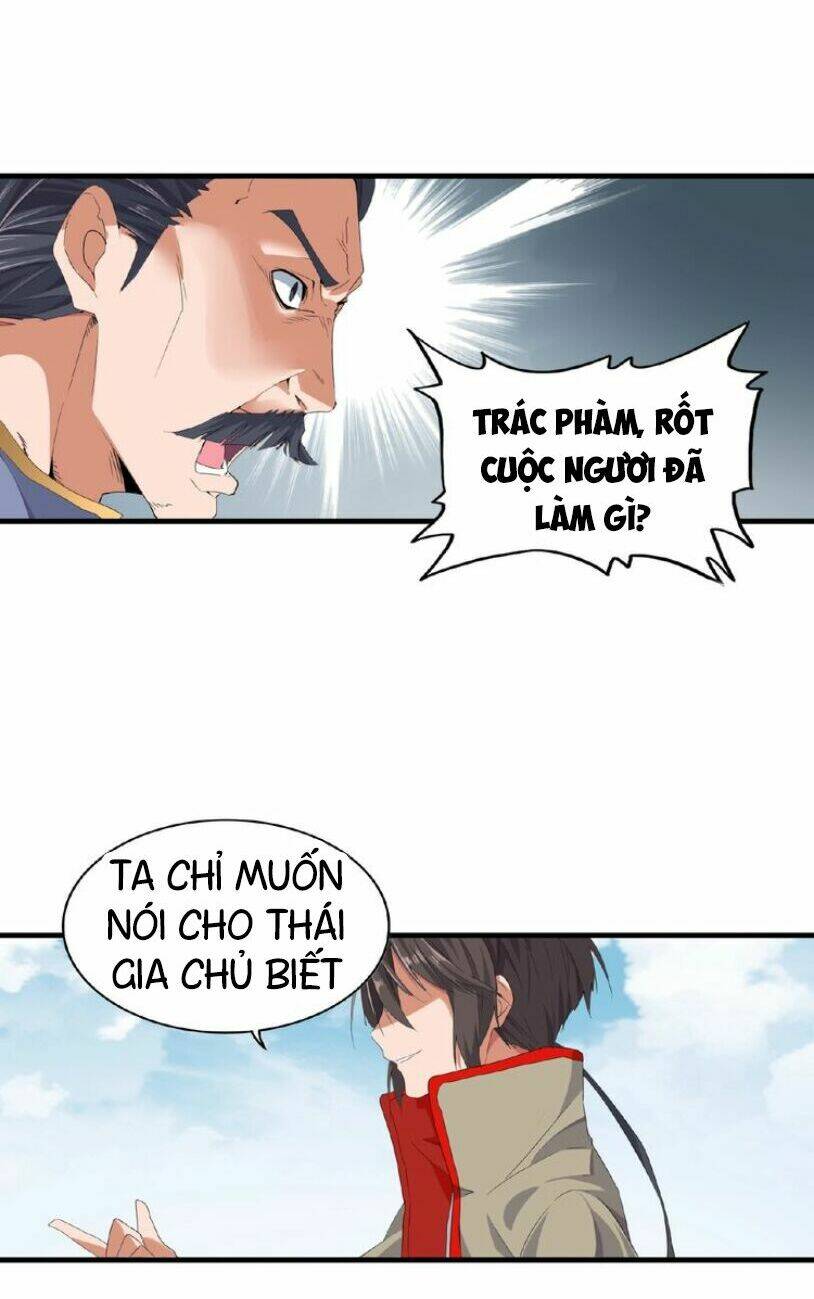 TRÁC PHÀM, RỐT
CUỘC NGƯƠI ĐÃ
LÀM GÌ?
TA CHỈ MUỐN
NÓI CHO THÁI
GIA CHỦ BIẾT